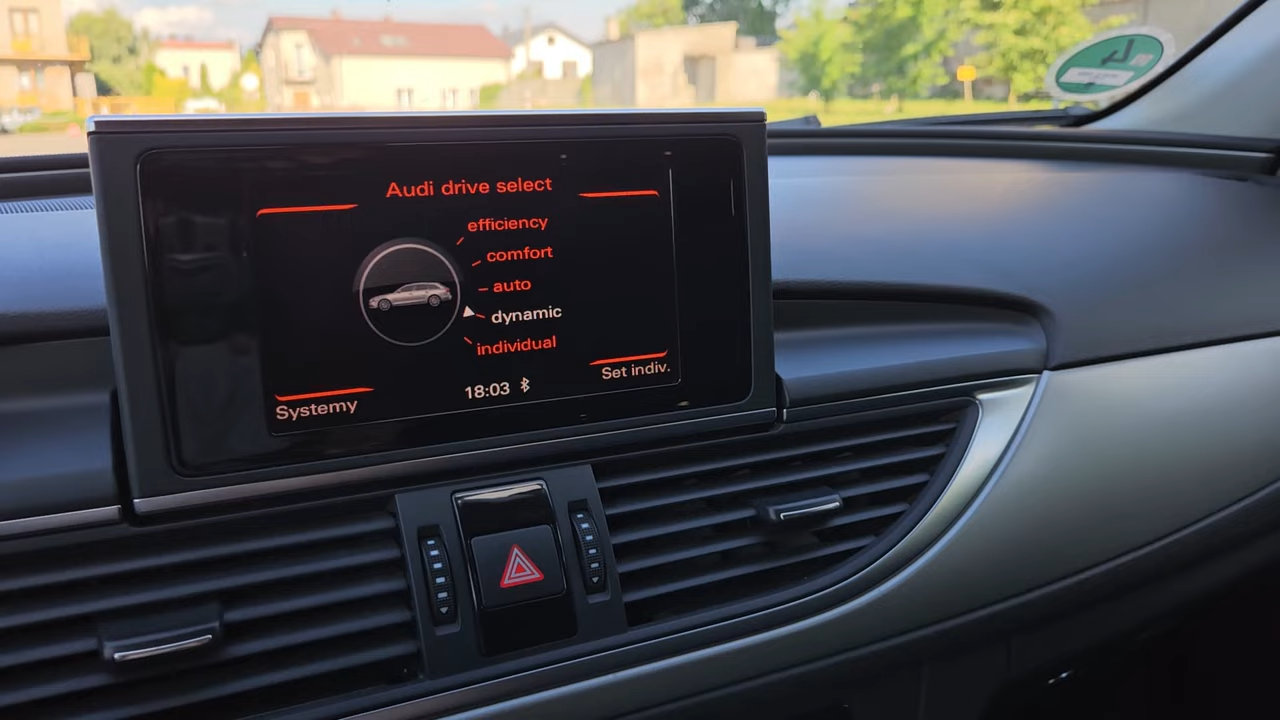 Audi drive select
efficiency
comfort
auto
dynamic
individual
Set indiv.
18:03
Systemy